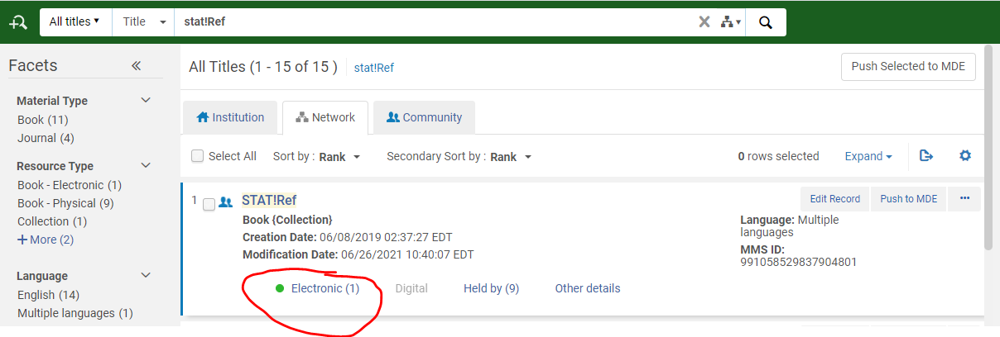 All titles ▾ Title stat!Ref
Facets
All Titles (1 - 15 of 15 ) stat!Ref
Push Selected to MDE
Material Type
Book (11)
Journal (4)
Institution Network Community
Select All Sort by : Rank Secondary Sort by : Rank 0 rows selected Expand
Resource Type
Book - Electronic (1)
Book - Physical (9)
Collection (1)
+ More (2)
Language
English (14)
Multiple languages (1)
1 STAT!Ref
Edit Record Push to MDE •••
Book {Collection}
Creation Date: 06/08/2019 02:37:27 EDT
Modification Date: 06/26/2021 10:40:07 EDT
Language: Multiple
languages
MMS ID:
991058529837904801
Electronic (1) Digital Held by (9) Other details